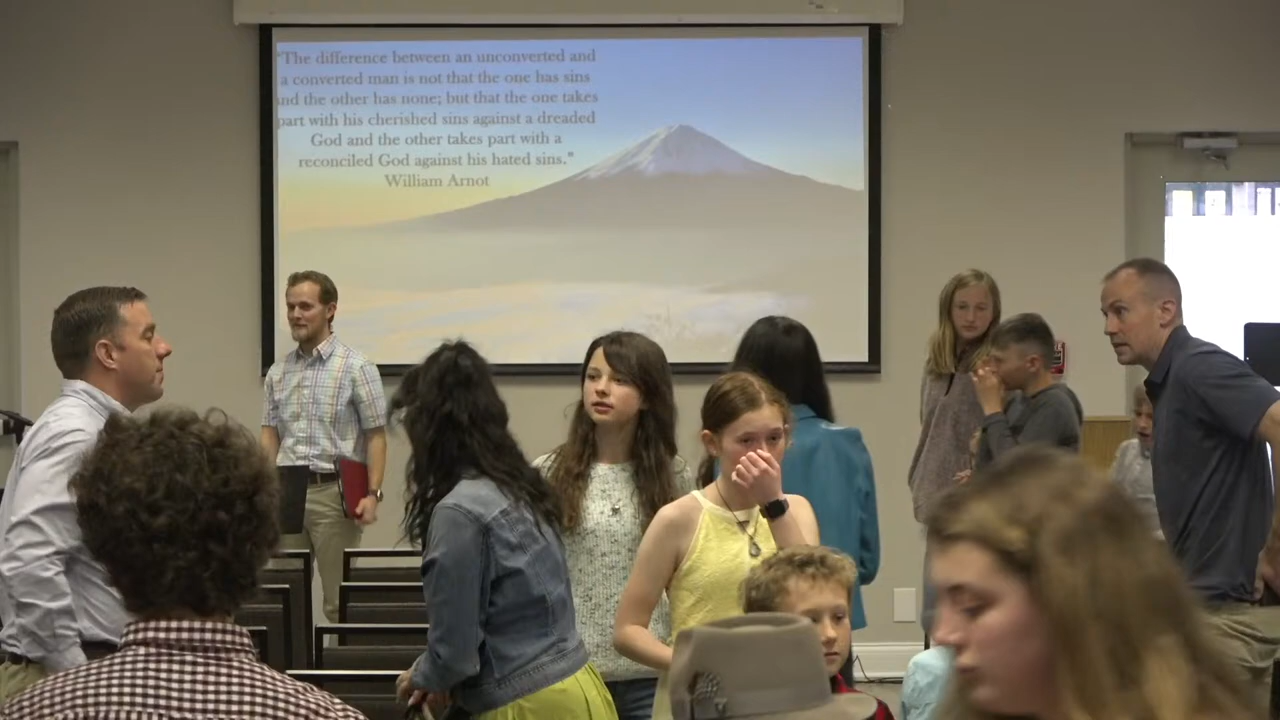 "The difference between an unconverted and
a converted man is not that the one has sins
and the other has none; but that the one takes
part with his cherished sins against a dreaded
God and the other takes part with a
reconciled God against his hated sins."
William Arnot